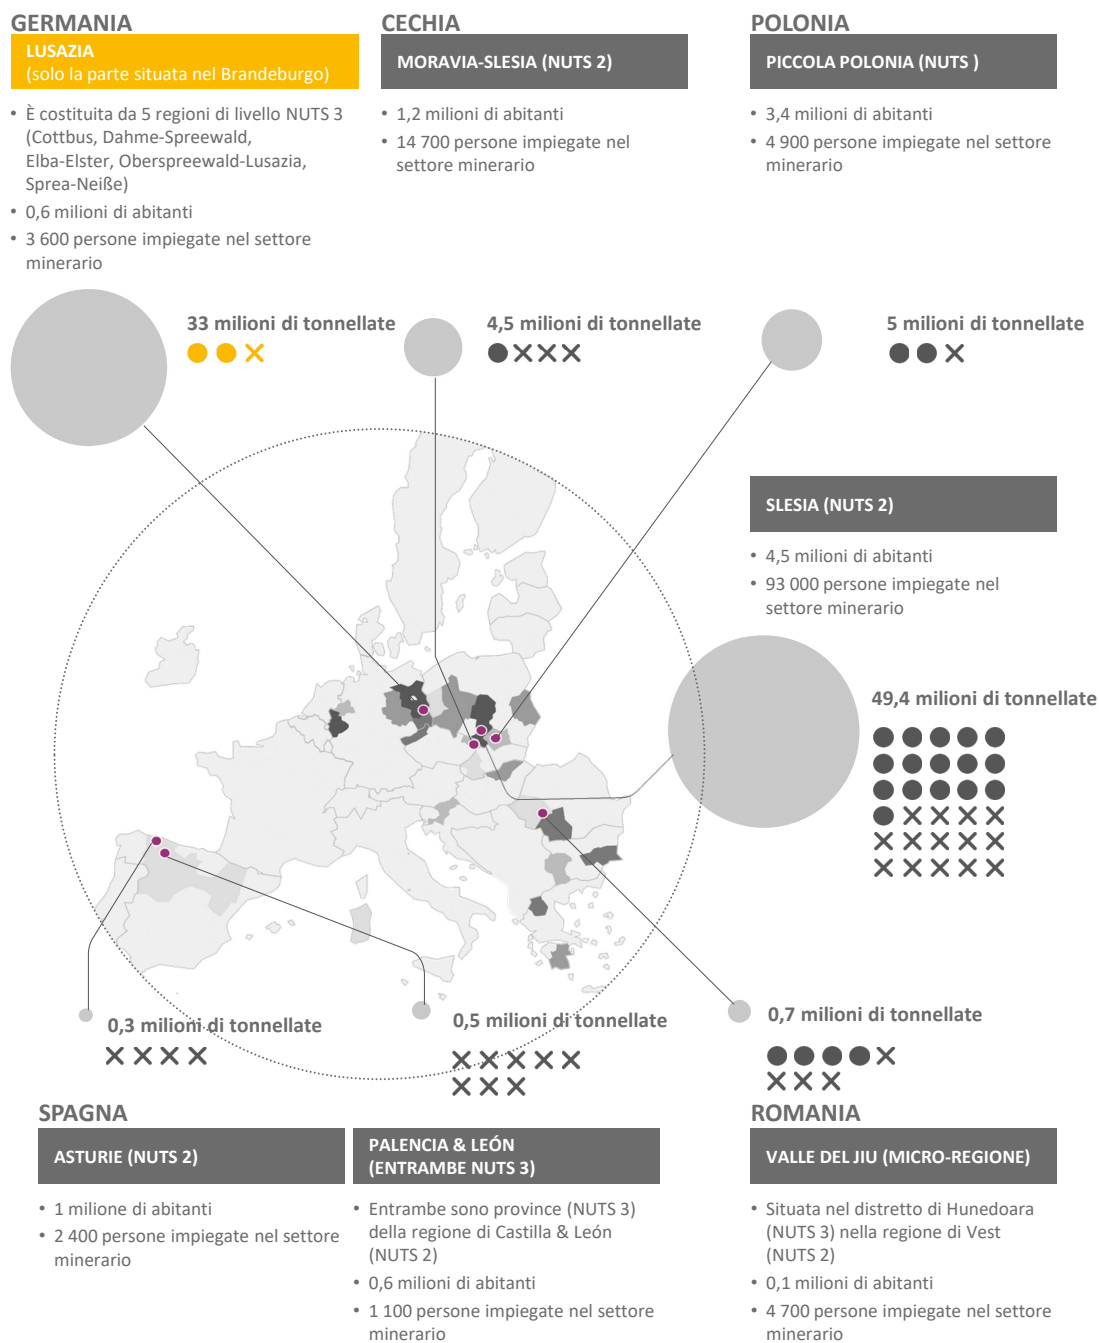 GERMANIA
LUSAZIA
(solo la parte situata nel Brandeburgo)
• È costituita da 5 regioni di livello NUTS 3
(Cottbus, Dahme-Spreewald,
Elba-Elster, Oberspreewald-Lusazia,
Sprea-Neiße)
• 0,6 milioni di abitanti
• 3 600 persone impiegate nel settore
minerario
CECHIA
MORAVIA-SLESIA (NUTS 2)
• 1,2 milioni di abitanti
• 14 700 persone impiegate nel
settore minerario
POLONIA
PICCOLA POLONIA (NUTS )
• 3,4 milioni di abitanti
• 4 900 persone impiegate nel settore
minerario
33 milioni di tonnellate
4,5 milioni di tonnellate
5 milioni di tonnellate
SLESIA (NUTS 2)
• 4,5 milioni di abitanti
• 93 000 persone impiegate nel
settore minerario
49,4 milioni di tonnellate
0,3 milioni di tonnellate
0,5 milioni di tonnellate
0,7 milioni di tonnellate
SPAGNA
ASTURIE (NUTS 2)
• 1 milione di abitanti
• 2 400 persone impiegate nel settore
minerario
PALENCIA & LEÓN
(ENTRAMBE NUTS 3)
• Entrambe sono province (NUTS 3)
della regione di Castilla & León
(NUTS 2)
• 0,6 milioni di abitanti
• 1 100 persone impiegate nel settore
minerario
ROMANIA
VALLE DEL JIU (MICRO-REGIONE)
• Situata nel distretto di Hunedoara
(NUTS 3) nella regione di Vest
(NUTS 2)
• 0,1 milioni di abitanti
• 4 700 persone impiegate nel settore
minerario